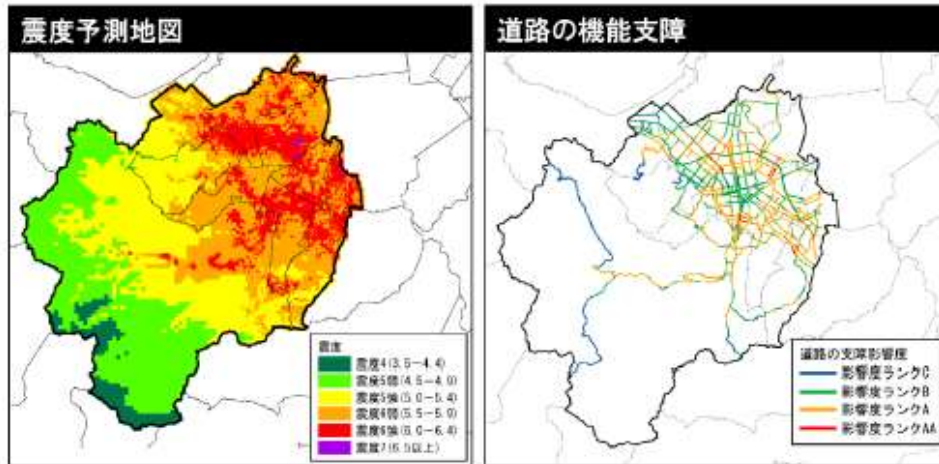 震度予測地図
道路の機能支障
震度
震度4(3.5－4.4)
震度5弱(4.5－4.9)
震度5強(5.0－5.4)
震度6弱(5.5－5.9)
震度6強(6.0－6.4)
震度7(6.5以上)
道路の支障影響度
影響度ランクC
影響度ランクB
影響度ランクA
影響度ランクAA